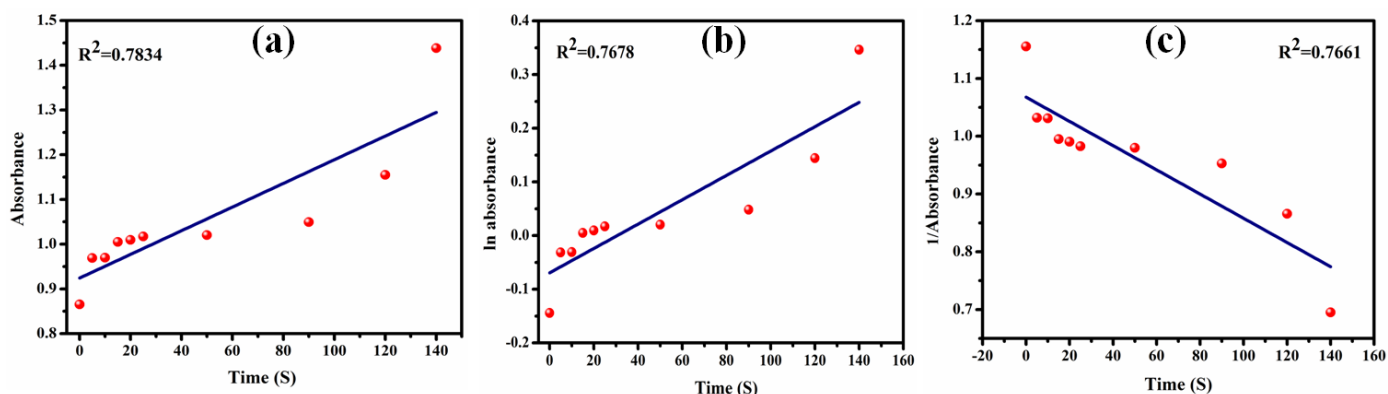 (a)
R²=0.7834
1.5
1.4
1.3
1.2
1.1
1.0
0.9
0.8
Absorbance
0 20 40 60 80 100 120 140
Time (S)
(b)
R²=0.7678
0.4
0.3
0.2
0.1
0.0
-0.1
-0.2
ln absorbance
0 20 40 60 80 100 120 140 160
Time (S)
(c)
R²=0.7661
1.2
1.1
1.0
0.9
0.8
0.7
1/Absorbance
-20 0 20 40 60 80 100 120 140 160
Time (S)